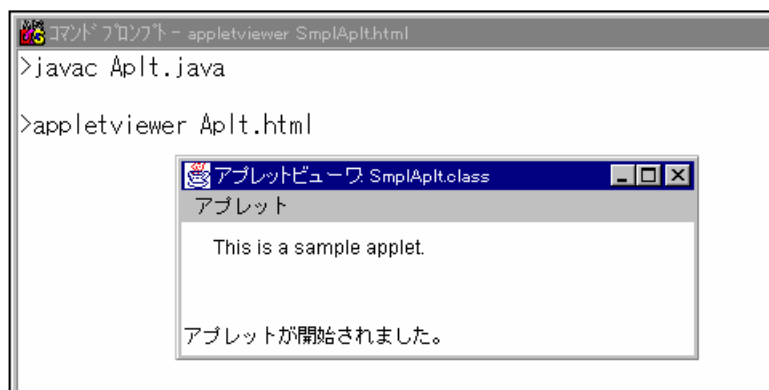 コマンド プロンプト - appletviewer SmplAplt.html
>javac Aplt.java
>appletviewer Aplt.html
アプレットビューワ: SmplAplt.class
アプレット
This is a sample applet.
アプレットが開始されました。